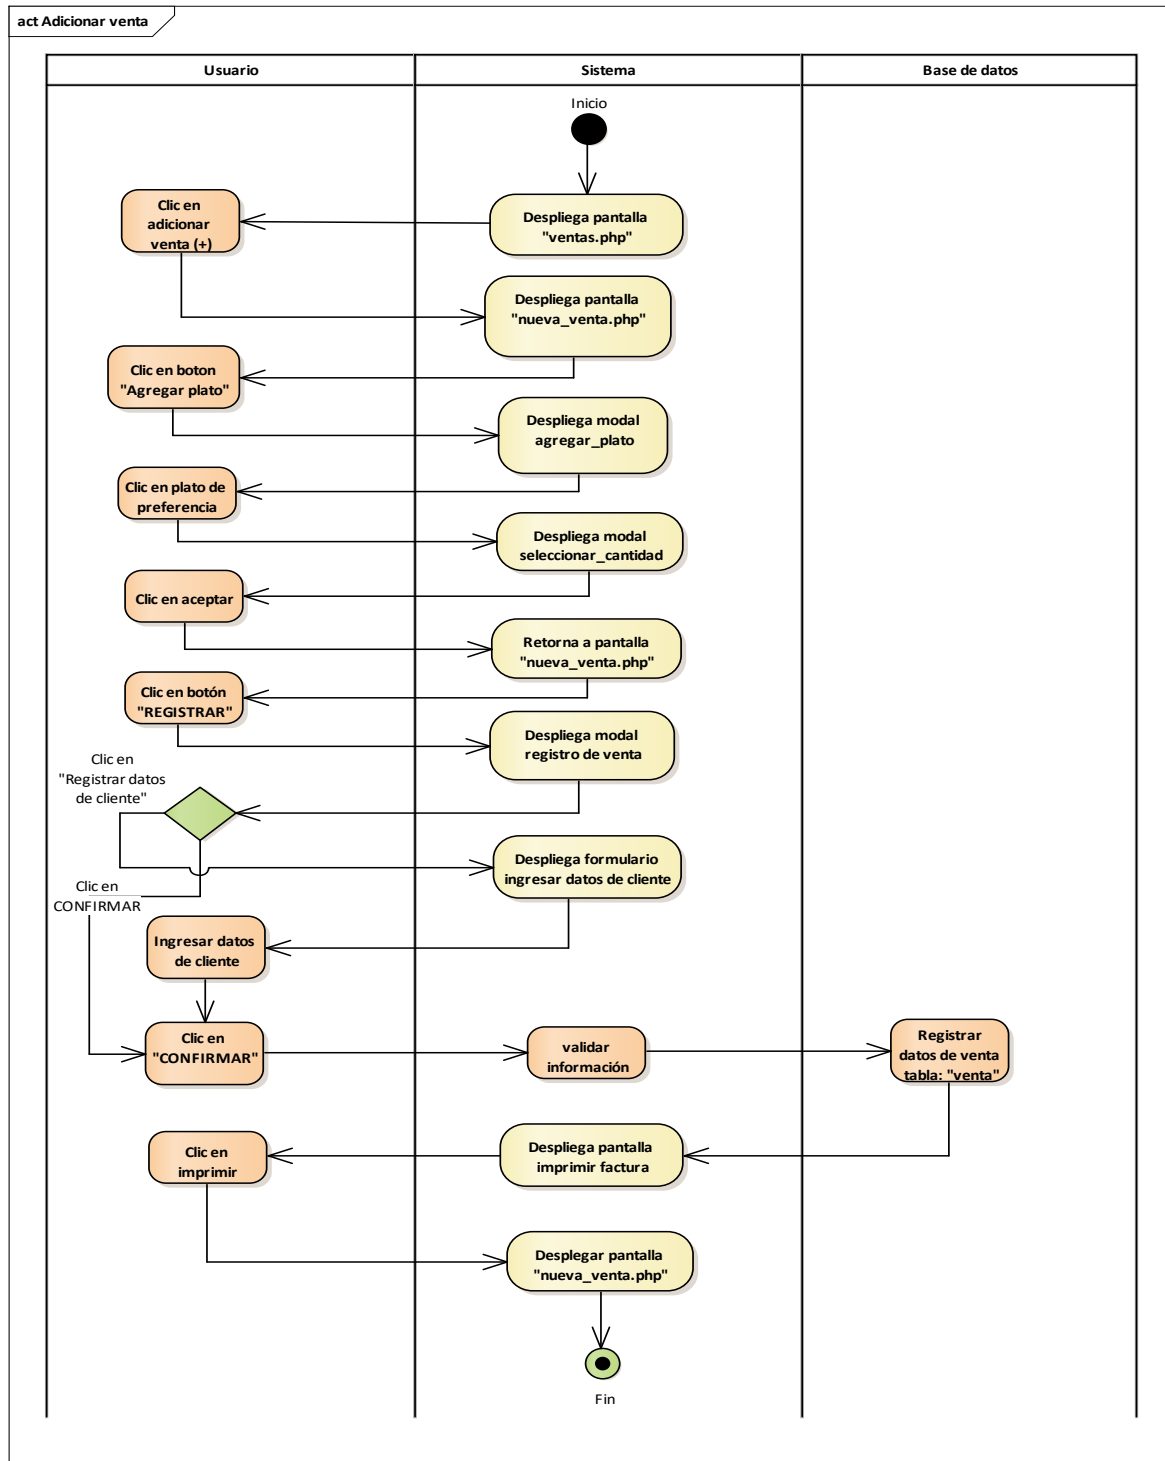 act Adicionar venta
Usuario
Sistema
Base de datos
Inicio
Clic en
adicionar
venta (+)
Despliega pantalla
"ventas.php"
Despliega pantalla
"nueva_venta.php"
Clic en boton
"Agregar plato"
Despliega modal
agregar_plato
Clic en plato de
preferencia
Despliega modal
seleccionar_cantidad
Clic en aceptar
Retorna a pantalla
"nueva_venta.php"
Clic en botón
"REGISTRAR"
Despliega modal
registro de venta
Clic en
"Registrar datos
de cliente"
Despliega formulario
ingresar datos de cliente
Clic en
CONFIRMAR
Ingresar datos
de cliente
Clic en
"CONFIRMAR"
validar
información
Registrar
datos de venta
tabla: "venta"
Clic en
imprimir
Despliega pantalla
imprimir factura
Desplegar pantalla
"nueva_venta.php"
Fin